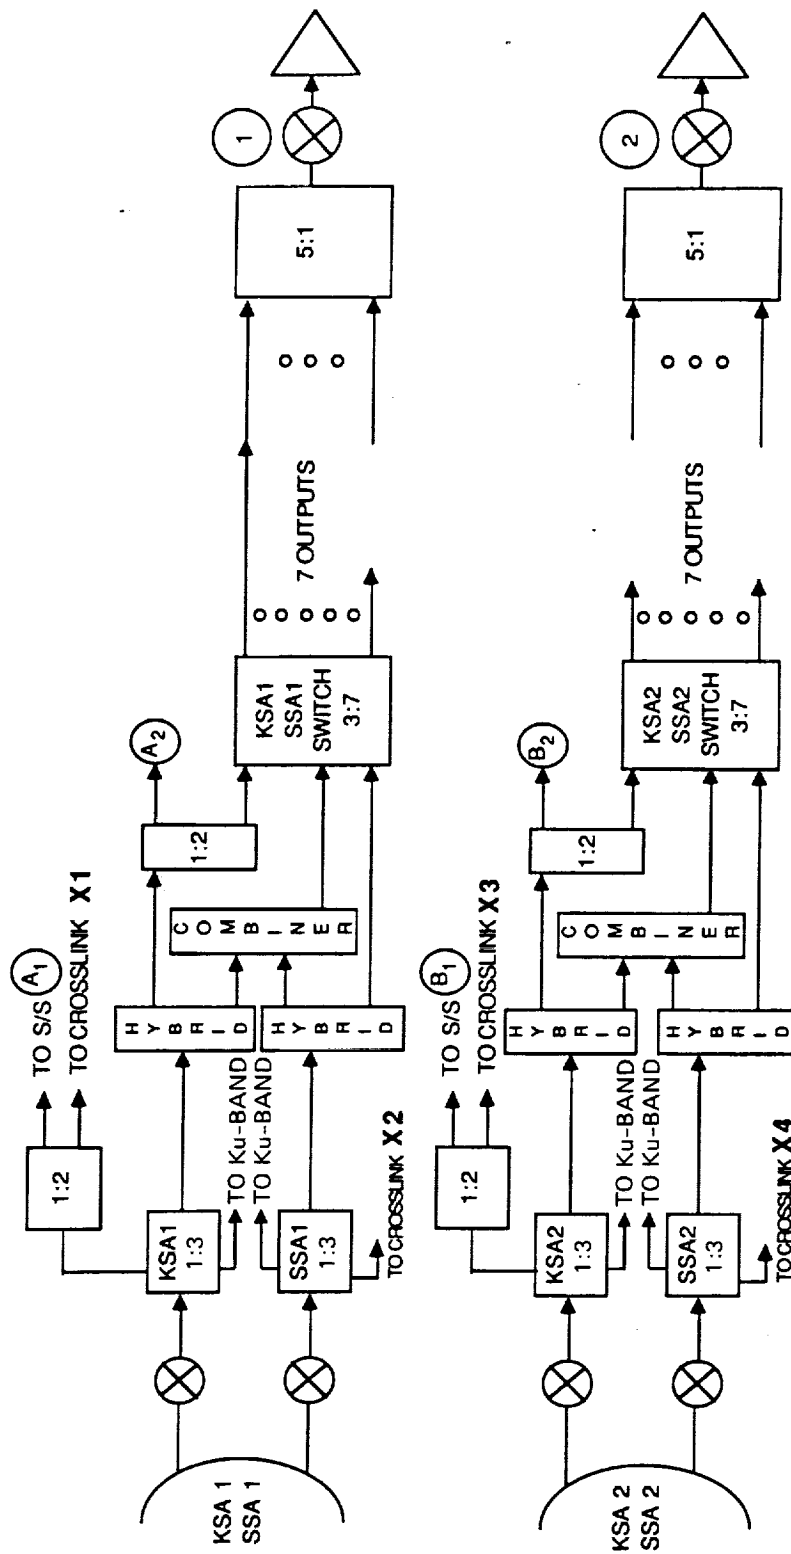 KSA 1
SSA 1
KSA1
1:3
SSA1
1:3
1:2
TO S/S A1
TO CROSSLINK X1
TO Ku-BAND
TO Ku-BAND
TO CROSSLINK X2
HYBRID
HYBRID
COMBINER
1:2
A2
KSA1
SSA1
SWITCH
3:7
7 OUTPUTS
5:1
1
KSA 2
SSA 2
KSA2
1:3
SSA2
1:3
1:2
TO S/S B1
TO CROSSLINK X3
TO Ku-BAND
TO Ku-BAND
TO CROSSLINK X4
HYBRID
HYBRID
COMBINER
1:2
B2
KSA2
SSA2
SWITCH
3:7
7 OUTPUTS
5:1
2